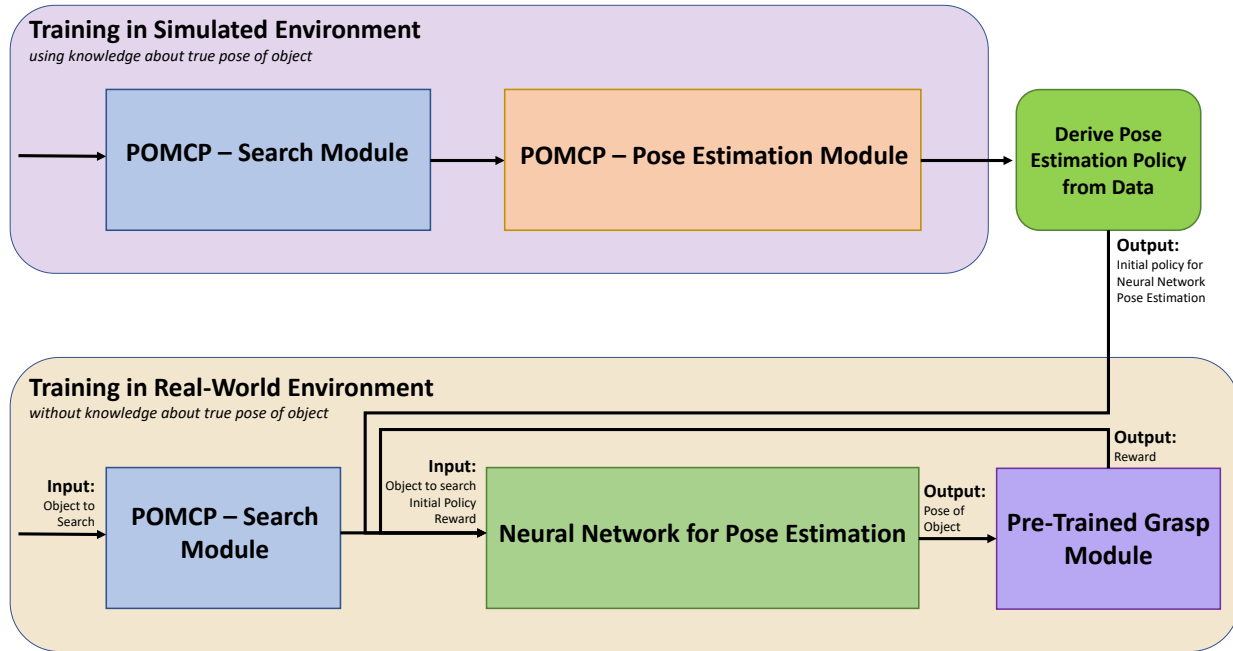 Training in Simulated Environment
using knowledge about true pose of object
POMCP – Search Module
POMCP – Pose Estimation Module
Derive Pose
Estimation Policy
from Data
Output:
Initial policy for
Neural Network
Pose Estimation
Training in Real-World Environment
without knowledge about true pose of object
Input:
Object to
Search
POMCP – Search
Module
Input:
Object to search
Initial Policy
Reward
Neural Network for Pose Estimation
Output:
Pose of
Object
Output:
Reward
Pre-Trained Grasp
Module